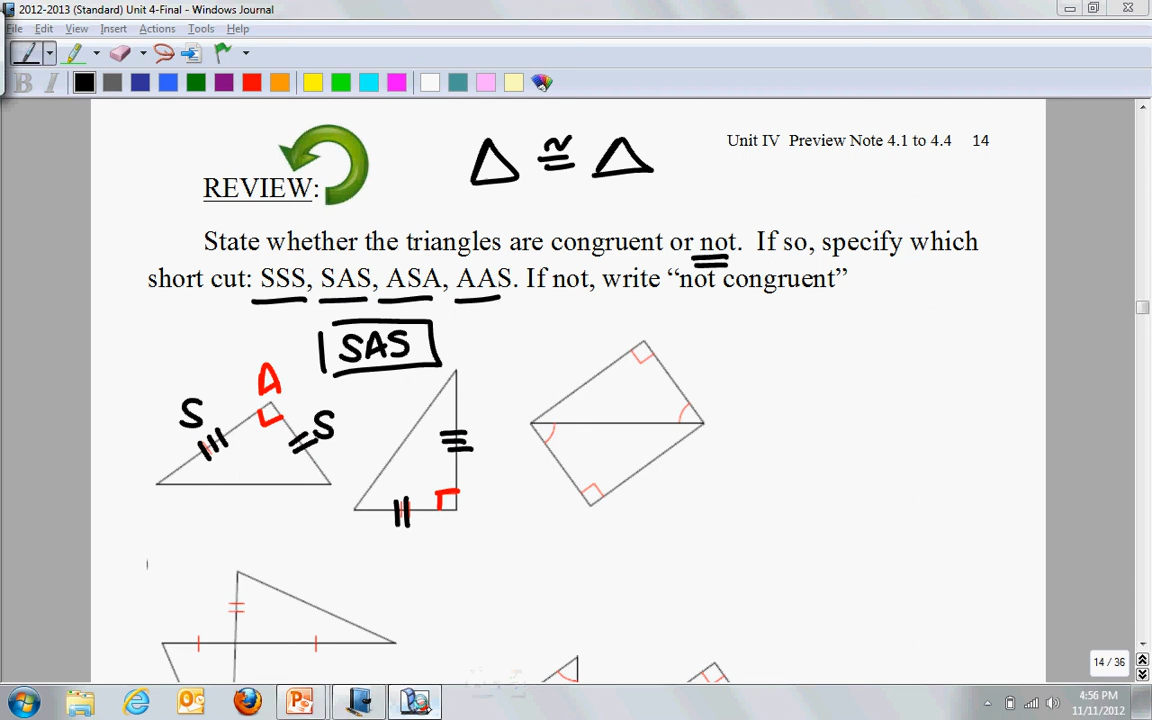 2012-2013 (Standard) Unit 4-Final - Windows Journal
File Edit View Insert Actions Tools Help
B I
Unit IV Preview Note 4.1 to 4.4 14
△ ≅ △
REVIEW:
State whether the triangles are congruent or not. If so, specify which
short cut: SSS, SAS, ASA, AAS. If not, write “not congruent”
SAS
A
S S
14 / 36
4:56 PM
11/11/2012